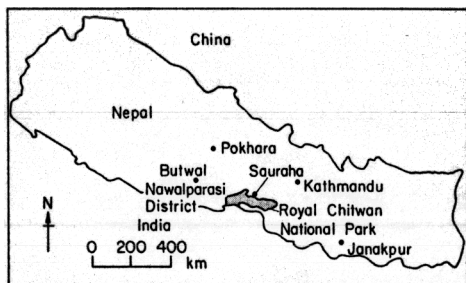 China
Nepal
Pokhara
Butwal
Sauraha
Nawalparasi
Kathmandu
District
Royal Chitwan
National Park
India
Janakpur
N
0 200 400
km